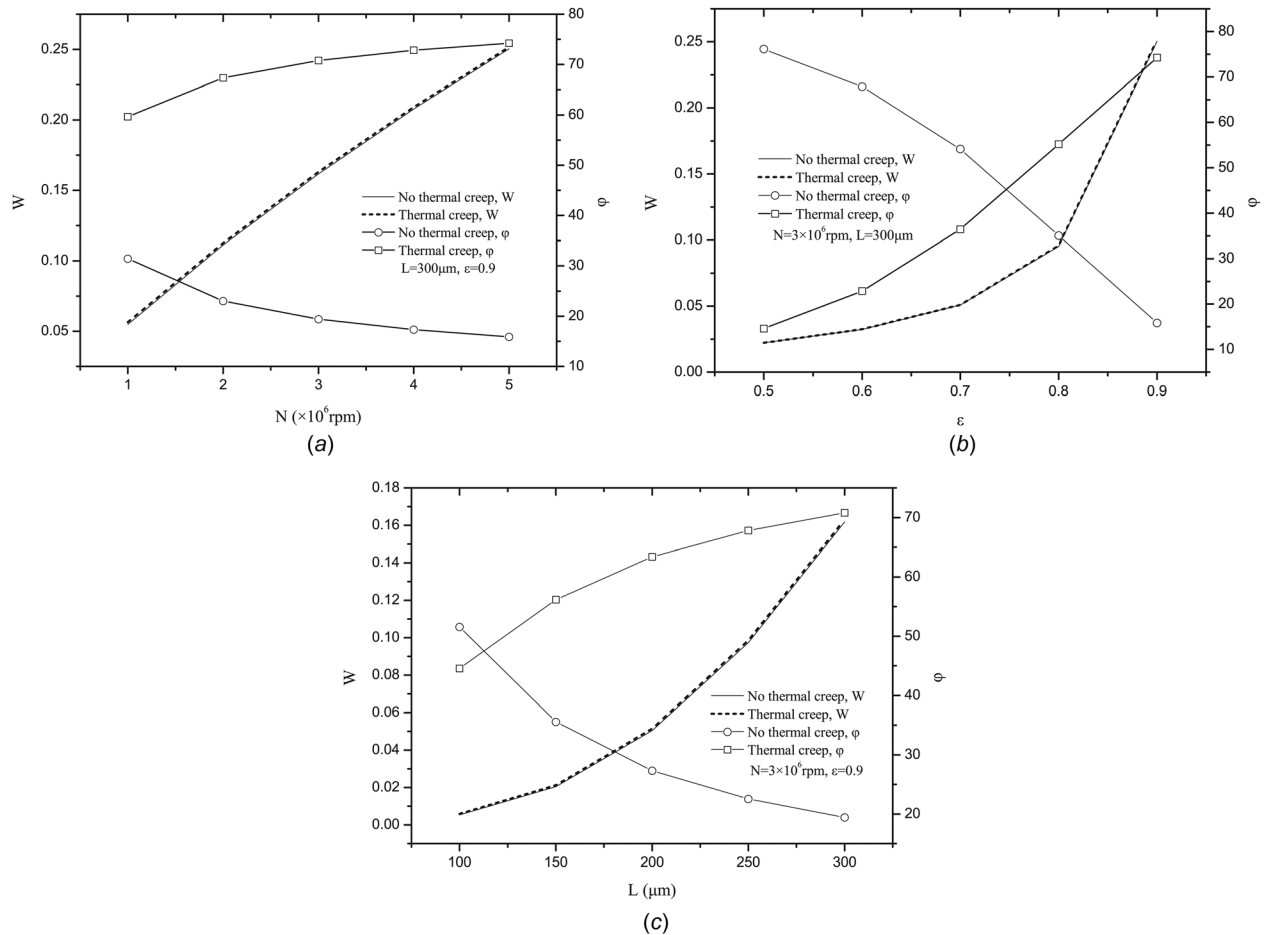 W
0.25
0.20
0.15
0.10
0.05
80
70
60
50
40
30
20
10
φ
No thermal creep, W
Thermal creep, W
No thermal creep, φ
Thermal creep, φ
L=300μm, ε=0.9
1 2 3 4 5
N (×10⁶rpm)
(a)
W
0.25
0.20
0.15
0.10
0.05
0.00
80
70
60
50
40
30
20
10
φ
No thermal creep, W
Thermal creep, W
No thermal creep, φ
Thermal creep, φ
N=3×10⁶rpm, L=300μm
0.5 0.6 0.7 0.8 0.9
ε
(b)
W
0.18
0.16
0.14
0.12
0.10
0.08
0.06
0.04
0.02
0.00
70
60
50
40
30
20
φ
No thermal creep, W
Thermal creep, W
No thermal creep, φ
Thermal creep, φ
N=3×10⁶rpm, ε=0.9
100 150 200 250 300
L (μm)
(c)